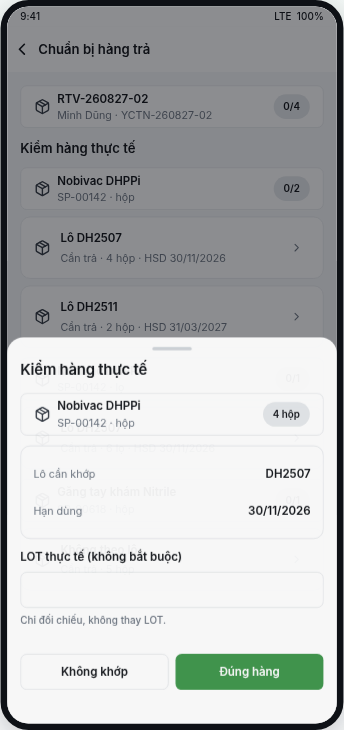 9:41
LTE 100%
Chuẩn bị hàng trả
RTV-260827-02
0/4
Minh Dũng · YCTN-260827-02
Kiểm hàng thực tế
Nobivac DHPPi
0/2
SP-00142 · hộp
Lô DH2507
Cần trả · 4 hộp · HSD 30/11/2026
Lô DH2511
Cần trả · 2 hộp · HSD 31/03/2027
Kiểm hàng thực tế
Nobivac DHPPi
4 hộp
SP-00142 · hộp
Lô cần khớp
DH2507
Găng tay khám Nitrile
Hạn dùng
30/11/2026
LOT thực tế (không bắt buộc)
Chỉ đối chiếu, không thay LOT.
Không khớp
Đúng hàng